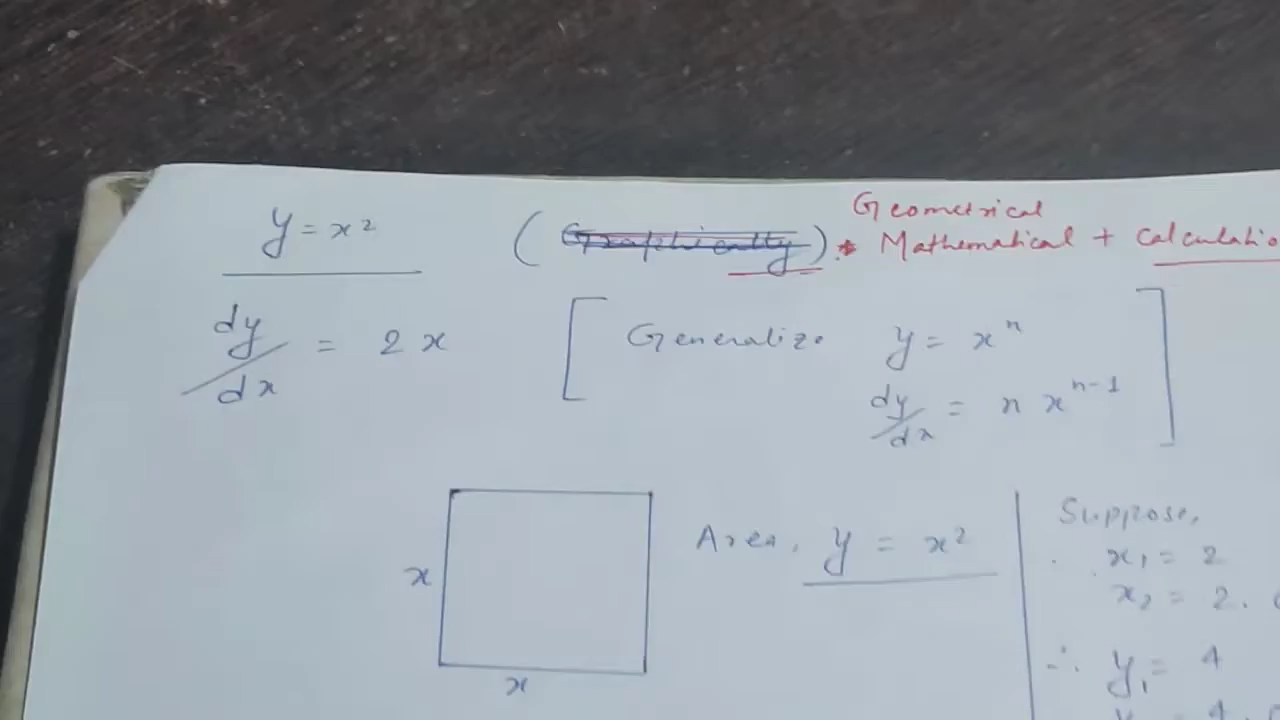 y = x²
(Graphically). Geometrical
* Mathematical + Calculatio
dy/dx = 2x
[Generalize y = xⁿ
dy/dx = n xⁿ⁻¹]
x
x
Area, y = x²
Suppose,
x₁ = 2
x₂ = 2.
∴ y₁ = 4